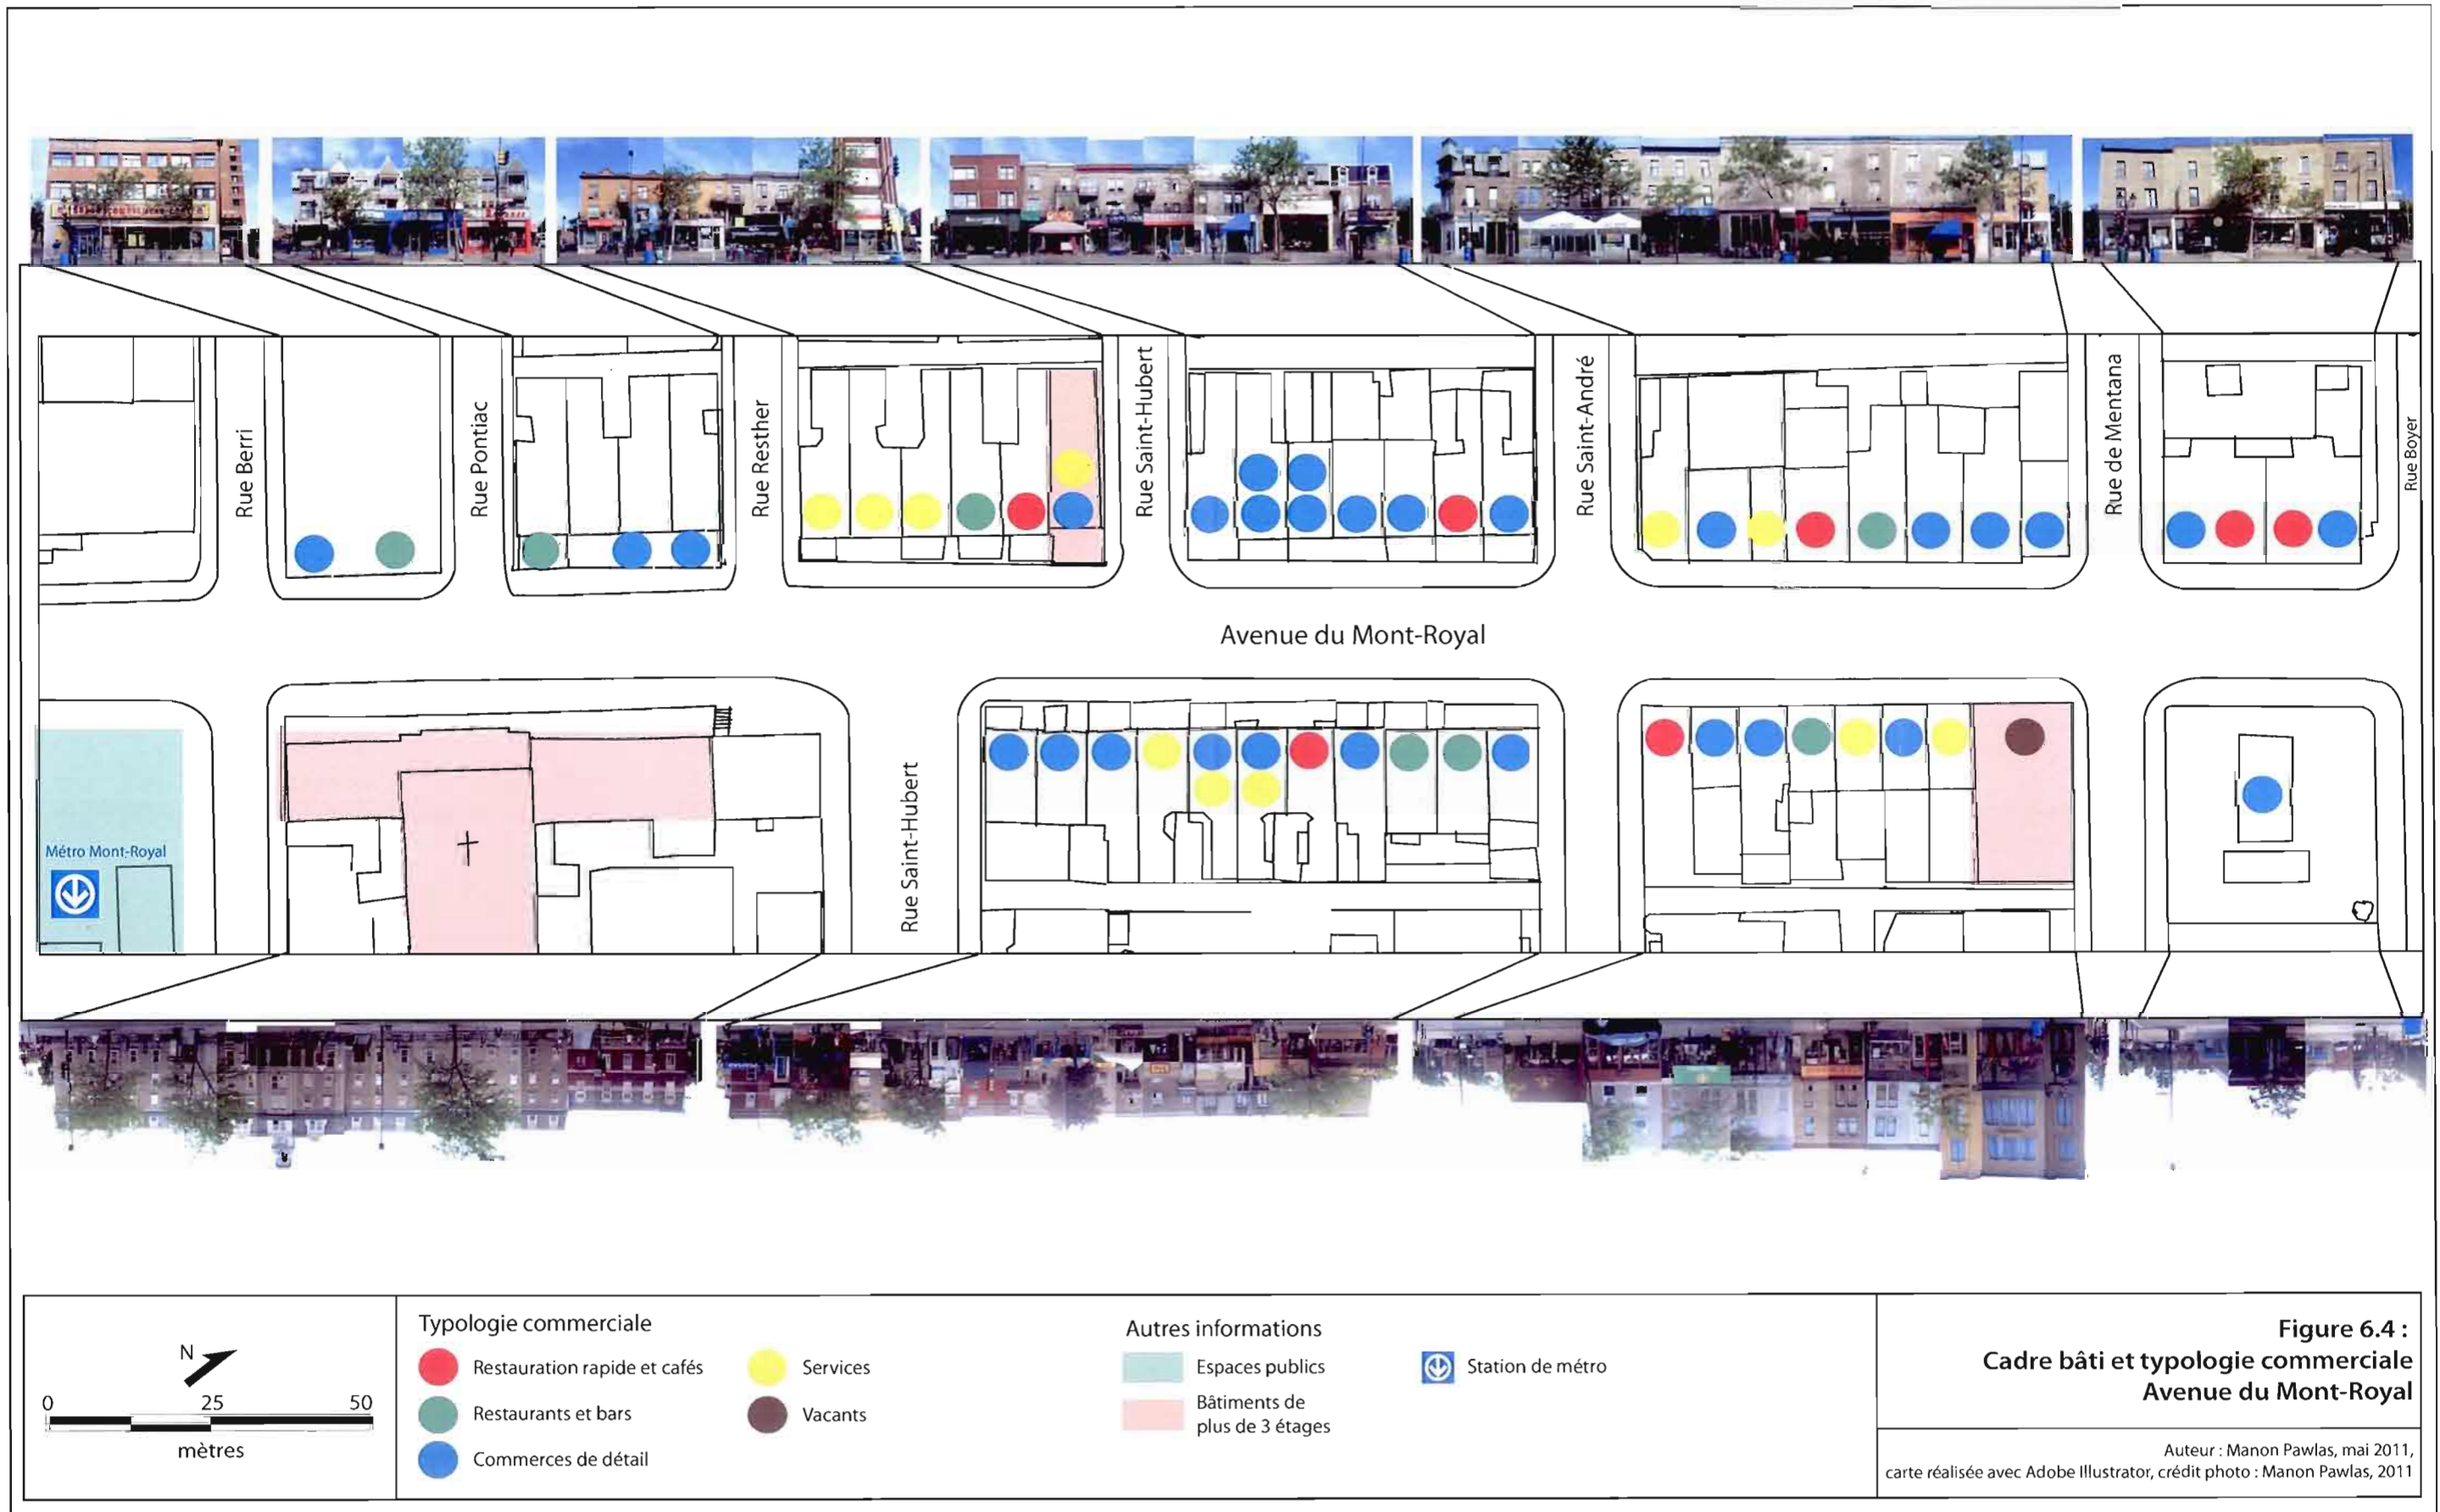 Rue Berri
Rue Pontiac
Rue Resther
Rue Saint-Hubert
Rue Saint-André
Rue de Mentana
Rue Boyer
Avenue du Mont-Royal
Métro Mont-Royal
Rue Saint-Hubert
N
0 25 50
mètres
Typologie commerciale
Restauration rapide et cafés
Restaurants et bars
Commerces de détail
Services
Vacants
Autres informations
Espaces publics
Bâtiments de
plus de 3 étages
Station de métro
Figure 6.4 :
Cadre bâti et typologie commerciale
Avenue du Mont-Royal
Auteur : Manon Pawlas, mai 2011,
carte réalisée avec Adobe Illustrator, crédit photo : Manon Pawlas, 2011